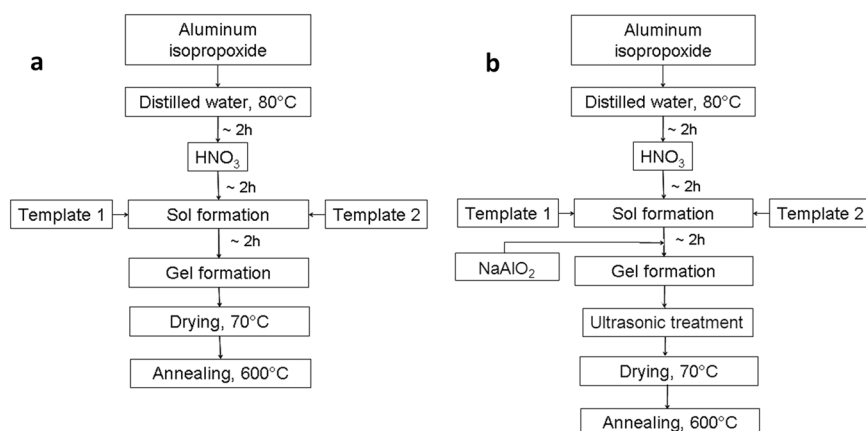 a
Aluminum
isopropoxide
Distilled water, 80°C
~ 2h
HNO₃
~ 2h
Template 1
Sol formation
Template 2
~ 2h
Gel formation
Drying, 70°C
Annealing, 600°C
b
Aluminum
isopropoxide
Distilled water, 80°C
~ 2h
HNO₃
~ 2h
Template 1
Sol formation
Template 2
~ 2h
NaAlO₂
Gel formation
Ultrasonic treatment
Drying, 70°C
Annealing, 600°C